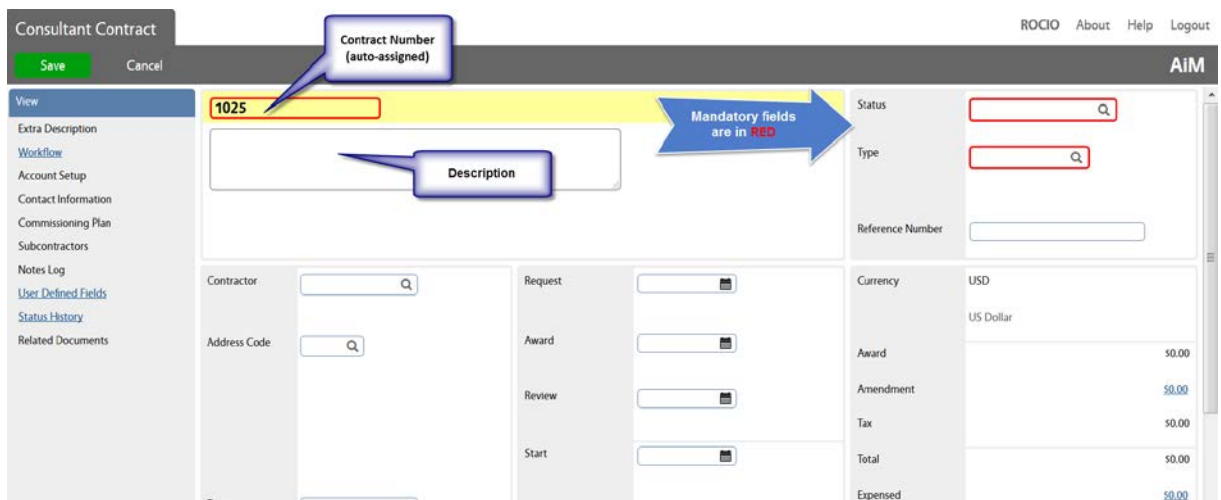 Consultant Contract
ROCIO About Help Logout
Save Cancel
AiM
Contract Number
(auto-assigned)
View
Extra Description
Workflow
Account Setup
Contact Information
Commissioning Plan
Subcontractors
Notes Log
User Defined Fields
Status History
Related Documents
1025
Description
Mandatory fields
are in RED
Status
Type
Reference Number
Contractor
Address Code
Request
Award
Review
Start
Currency USD
US Dollar
Award $0.00
Amendment $0.00
Tax $0.00
Total $0.00
Expensed $0.00